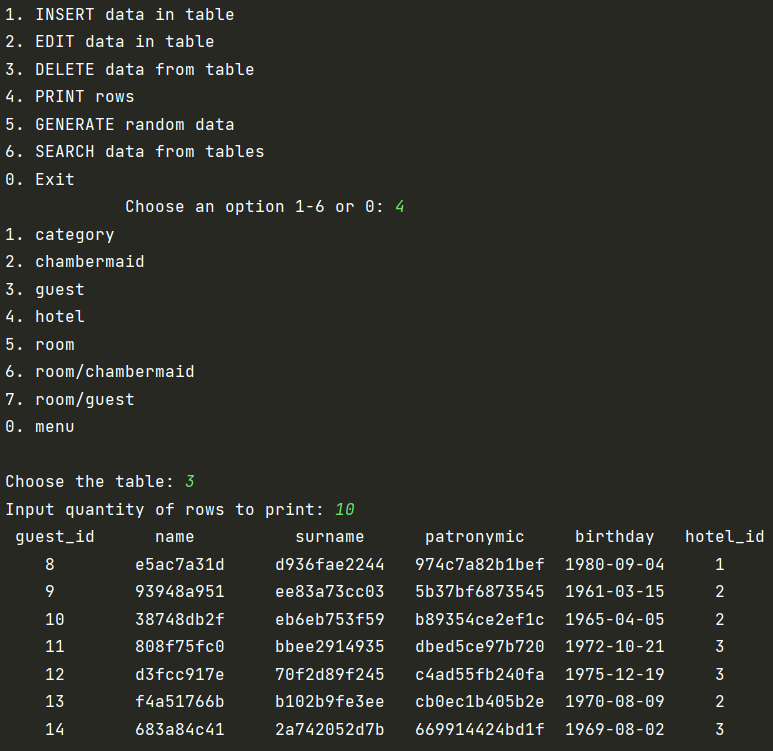 1. INSERT data in table
2. EDIT data in table
3. DELETE data from table
4. PRINT rows
5. GENERATE random data
6. SEARCH data from tables
0. Exit
Choose an option 1-6 or 0: 4
1. category
2. chambermaid
3. guest
4. hotel
5. room
6. room/chambermaid
7. room/guest
0. menu
Choose the table: 3
Input quantity of rows to print: 10
guest_id name surname patronymic birthday hotel_id
8 e5ac7a31d d936fae2244 974c7a82b1bef 1980-09-04 1
9 93948a951 ee83a73cc03 5b37bf6873545 1961-03-15 2
10 38748db2f eb6eb753f59 b89354ce2ef1c 1965-04-05 2
11 808f75fc0 bbee2914935 dbed5ce97b720 1972-10-21 3
12 d3fcc917e 70f2d89f245 c4ad55fb240fa 1975-12-19 3
13 f4a51766b b102b9fe3ee cb0ec1b405b2e 1970-08-09 2
14 683a84c41 2a742052d7b 669914424bd1f 1969-08-02 3